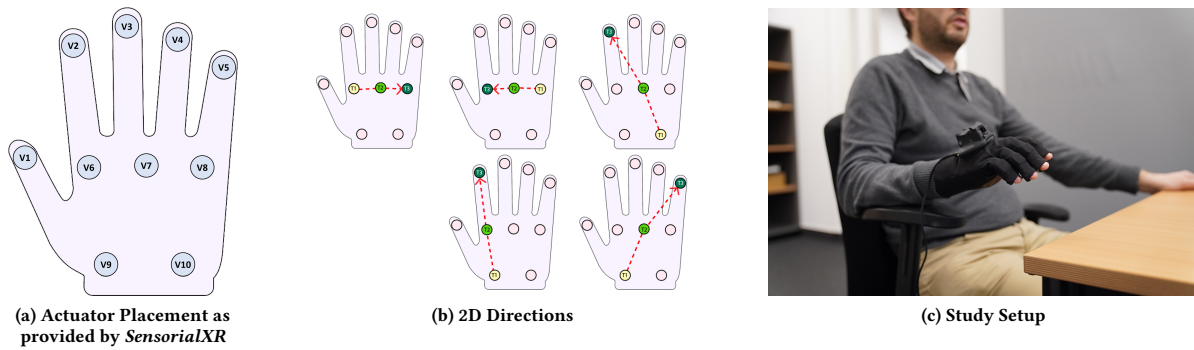 V3
V2
V4
V5
V1
V6
V7
V8
V9
V10
T1
T2
T3
T3
T2
T1
T3
T2
T1
T3
T2
T1
T3
T2
T1
(a) Actuator Placement as
provided by SensorialXR
(b) 2D Directions
(c) Study Setup